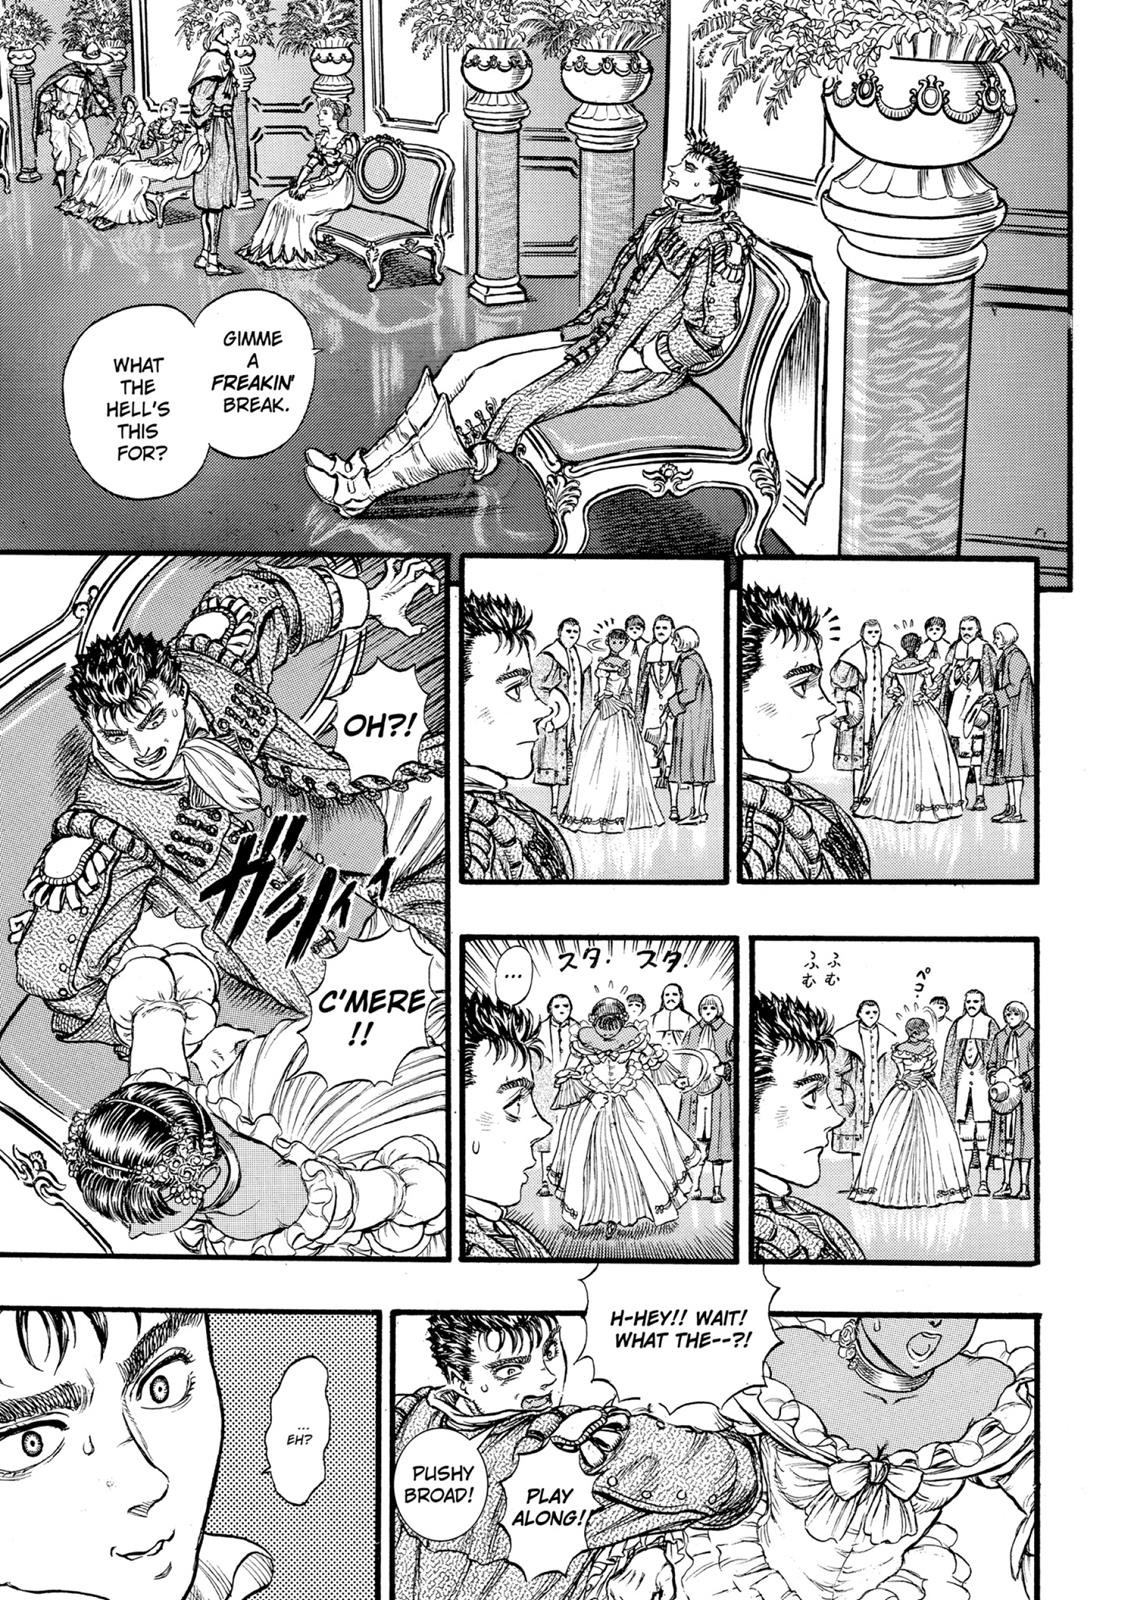 GIMME
A
FREAKIN'
BREAK.
WHAT
THE
HELL'S
THIS
FOR?
ふむ
ふむ
ペコ
スタ スタ
...
OH?!
ガシィィ
C'MERE
!!
H-HEY!! WAIT!
WHAT THE--?!
PLAY
ALONG!!
PUSHY
BROAD!
...
EH?